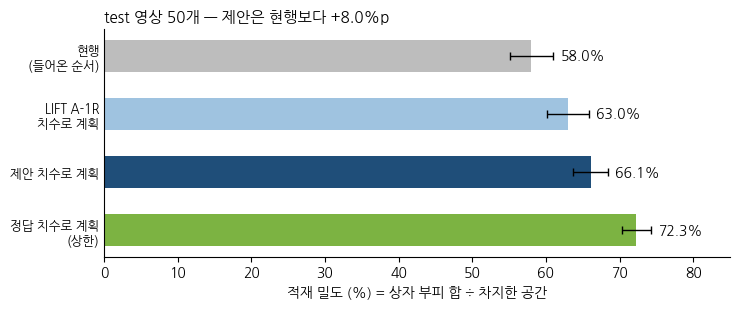 test 영상 50개 — 제안은 현행보다 +8.0%p
현행
(들어온 순서)
58.0%
LIFT A-1R
치수로 계획
63.0%
제안 치수로 계획
66.1%
정답 치수로 계획
(상한)
72.3%
0 10 20 30 40 50 60 70 80
적재 밀도 (%) = 상자 부피 합 ÷ 차지한 공간